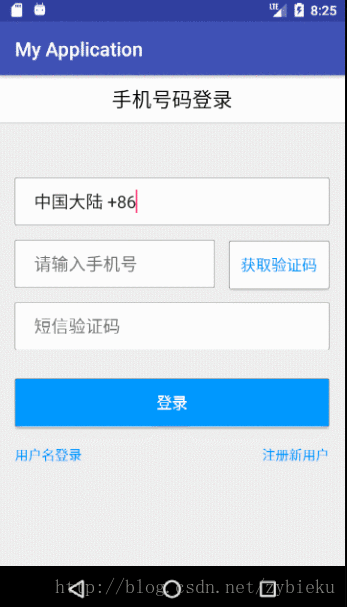 LTE 8:25
My Application
手机号码登录
中国大陆 +86
请输入手机号 获取验证码
短信验证码
登录
用户名登录 注册新用户
http://blog.csdn.net/zybieku